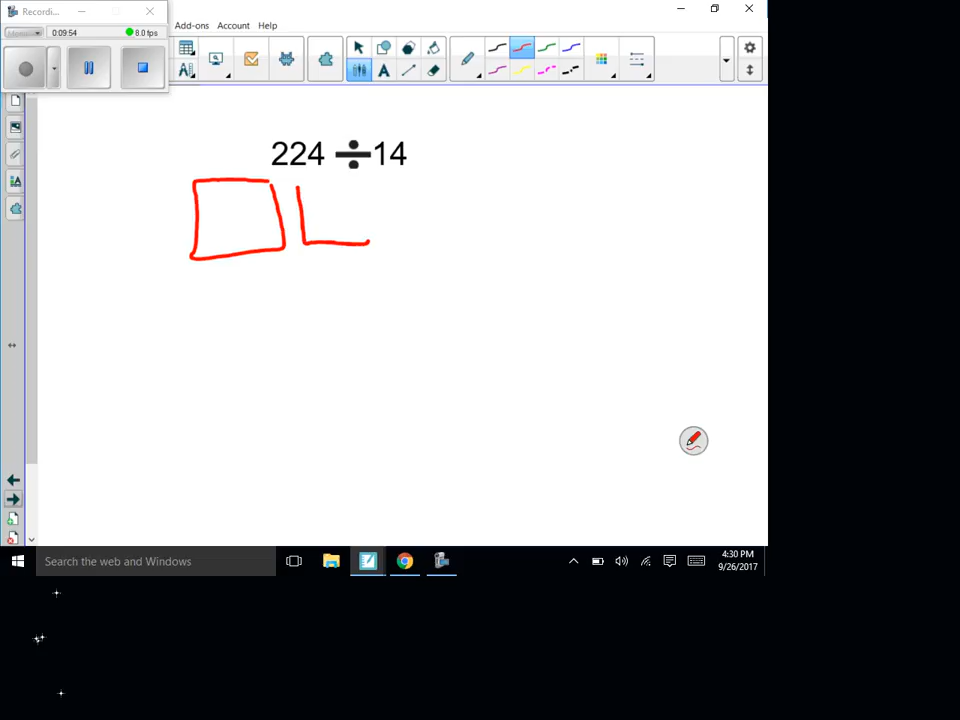 Recordi...
Menu
0:09:54
8.0 fps
Add-ons Account Help
224 ÷ 14
Search the web and Windows
4:30 PM
9/26/2017